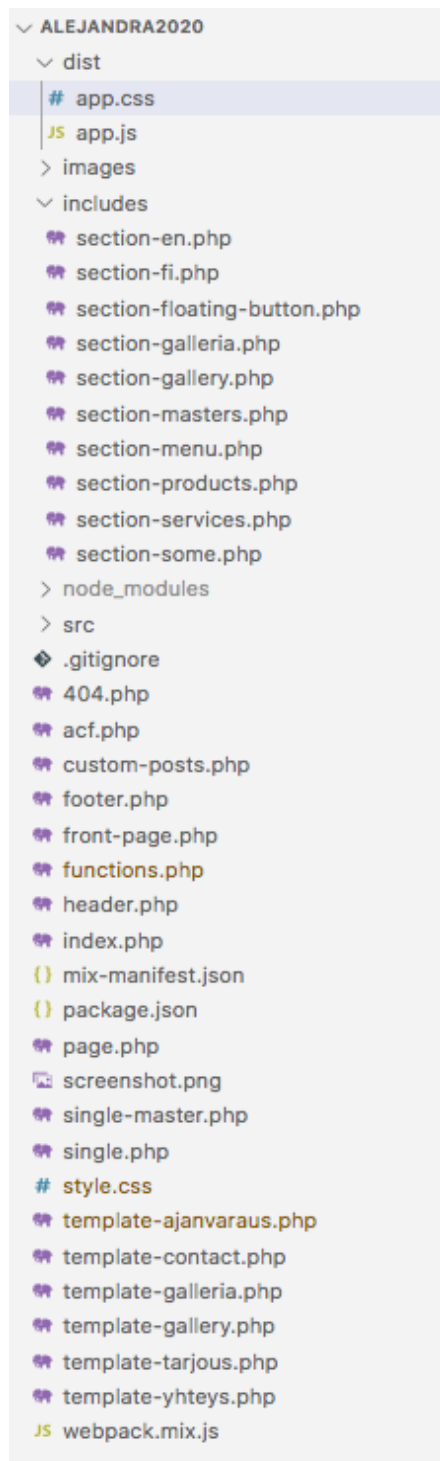 ALEJANDRA2020
dist
# app.css
JS app.js
images
includes
section-en.php
section-fi.php
section-floating-button.php
section-galleria.php
section-gallery.php
section-masters.php
section-menu.php
section-products.php
section-services.php
section-some.php
node_modules
src
.gitignore
404.php
acf.php
custom-posts.php
footer.php
front-page.php
functions.php
header.php
index.php
{} mix-manifest.json
{} package.json
page.php
screenshot.png
single-master.php
single.php
# style.css
template-ajanvaraus.php
template-contact.php
template-galleria.php
template-gallery.php
template-tarjous.php
template-yhteys.php
JS webpack.mix.js